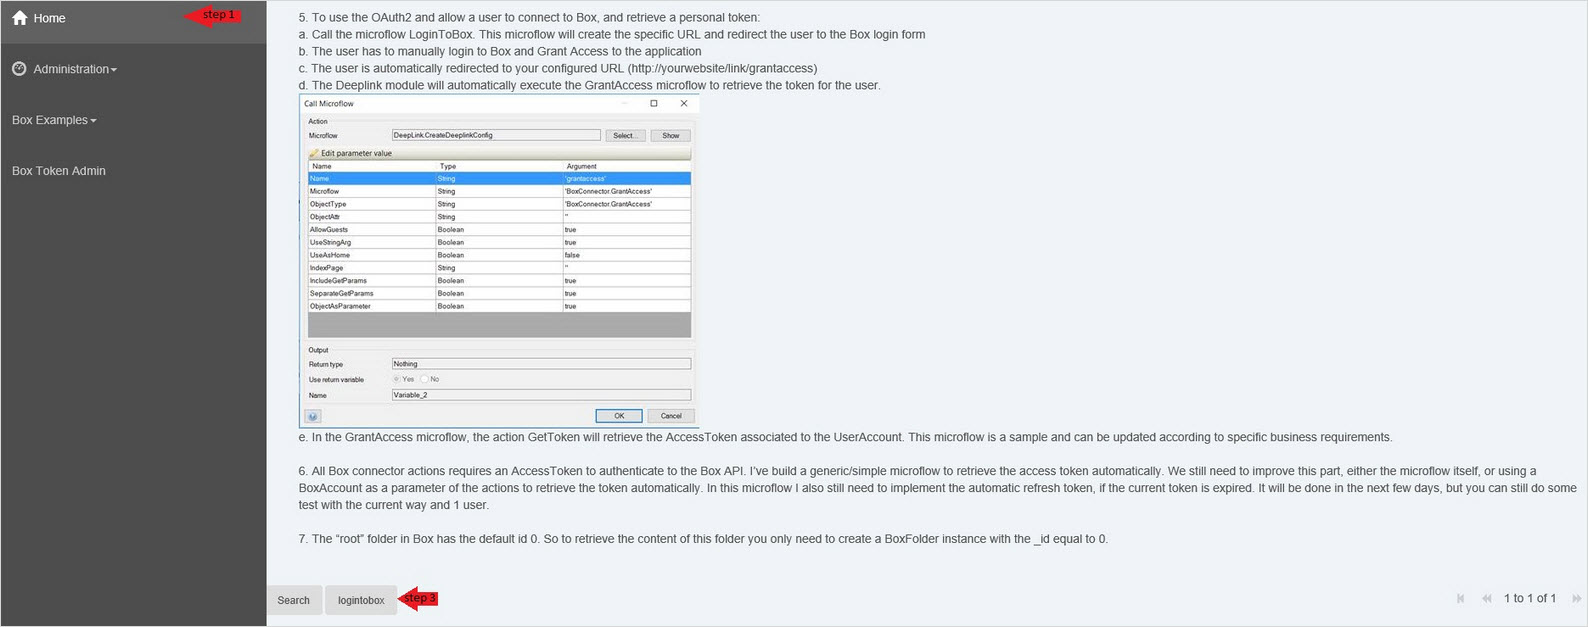 Home
step 1
Administration
Box Examples
Box Token Admin
5. To use the OAuth2 and allow a user to connect to Box, and retrieve a personal token:
a. Call the microflow LoginToBox. This microflow will create the specific URL and redirect the user to the Box login form
b. The user has to manually login to Box and Grant Access to the application
c. The user is automatically redirected to your configured URL (http://yourwebsite/link/grantaccess)
d. The Deeplink module will automatically execute the GrantAccess microflow to retrieve the token for the user.
Call Microflow
Action
Microflow DeepLink.CreateDeeplinkConfig Select... Show
Edit parameter value
Name Type Argument
Name String 'grantaccess'
Microflow String 'BoxConnector.GrantAccess'
ObjectType String 'BoxConnector.GrantAccess'
ObjectAttr String ''
AllowGuests Boolean true
UseStringArg Boolean true
UseAsHome Boolean false
IndexPage String ''
IncludeGetParams Boolean true
SeparateGetParams Boolean true
ObjectAsParameter Boolean true
Output
Return type Nothing
Use return variable Yes No
Name Variable_2
OK Cancel
e. In the GrantAccess microflow, the action GetToken will retrieve the AccessToken associated to the UserAccount. This microflow is a sample and can be updated according to specific business requirements.
6. All Box connector actions requires an AccessToken to authenticate to the Box API. I've build a generic/simple microflow to retrieve the access token automatically. We still need to improve this part, either the microflow itself, or using a
BoxAccount as a parameter of the actions to retrieve the token automatically. In this microflow I also still need to implement the automatic refresh token, if the current token is expired. It will be done in the next few days, but you can still do some
test with the current way and 1 user.
7. The “root” folder in Box has the default id 0. So to retrieve the content of this folder you only need to create a BoxFolder instance with the _id equal to 0.
Search logintobox step 3
1 to 1 of 1